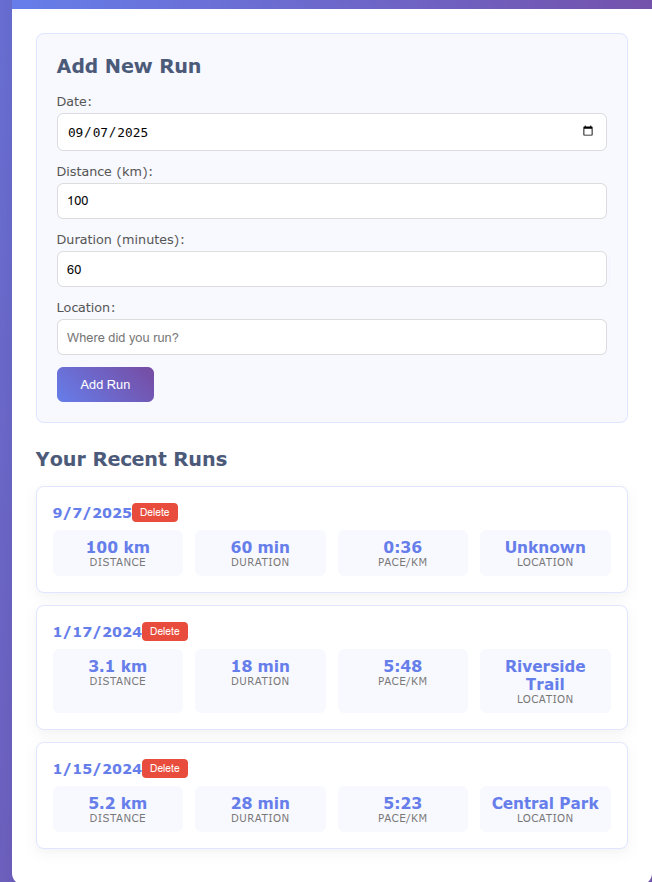 Add New Run
Date:
09/07/2025
Distance (km):
100
Duration (minutes):
60
Location:
Where did you run?
Add Run
Your Recent Runs
9/7/2025 Delete
100 km 60 min 0:36 Unknown
DISTANCE DURATION PACE/KM LOCATION
1/17/2024 Delete
3.1 km 18 min 5:48 Riverside
Trail
DISTANCE DURATION PACE/KM LOCATION
1/15/2024 Delete
5.2 km 28 min 5:23 Central Park
DISTANCE DURATION PACE/KM LOCATION